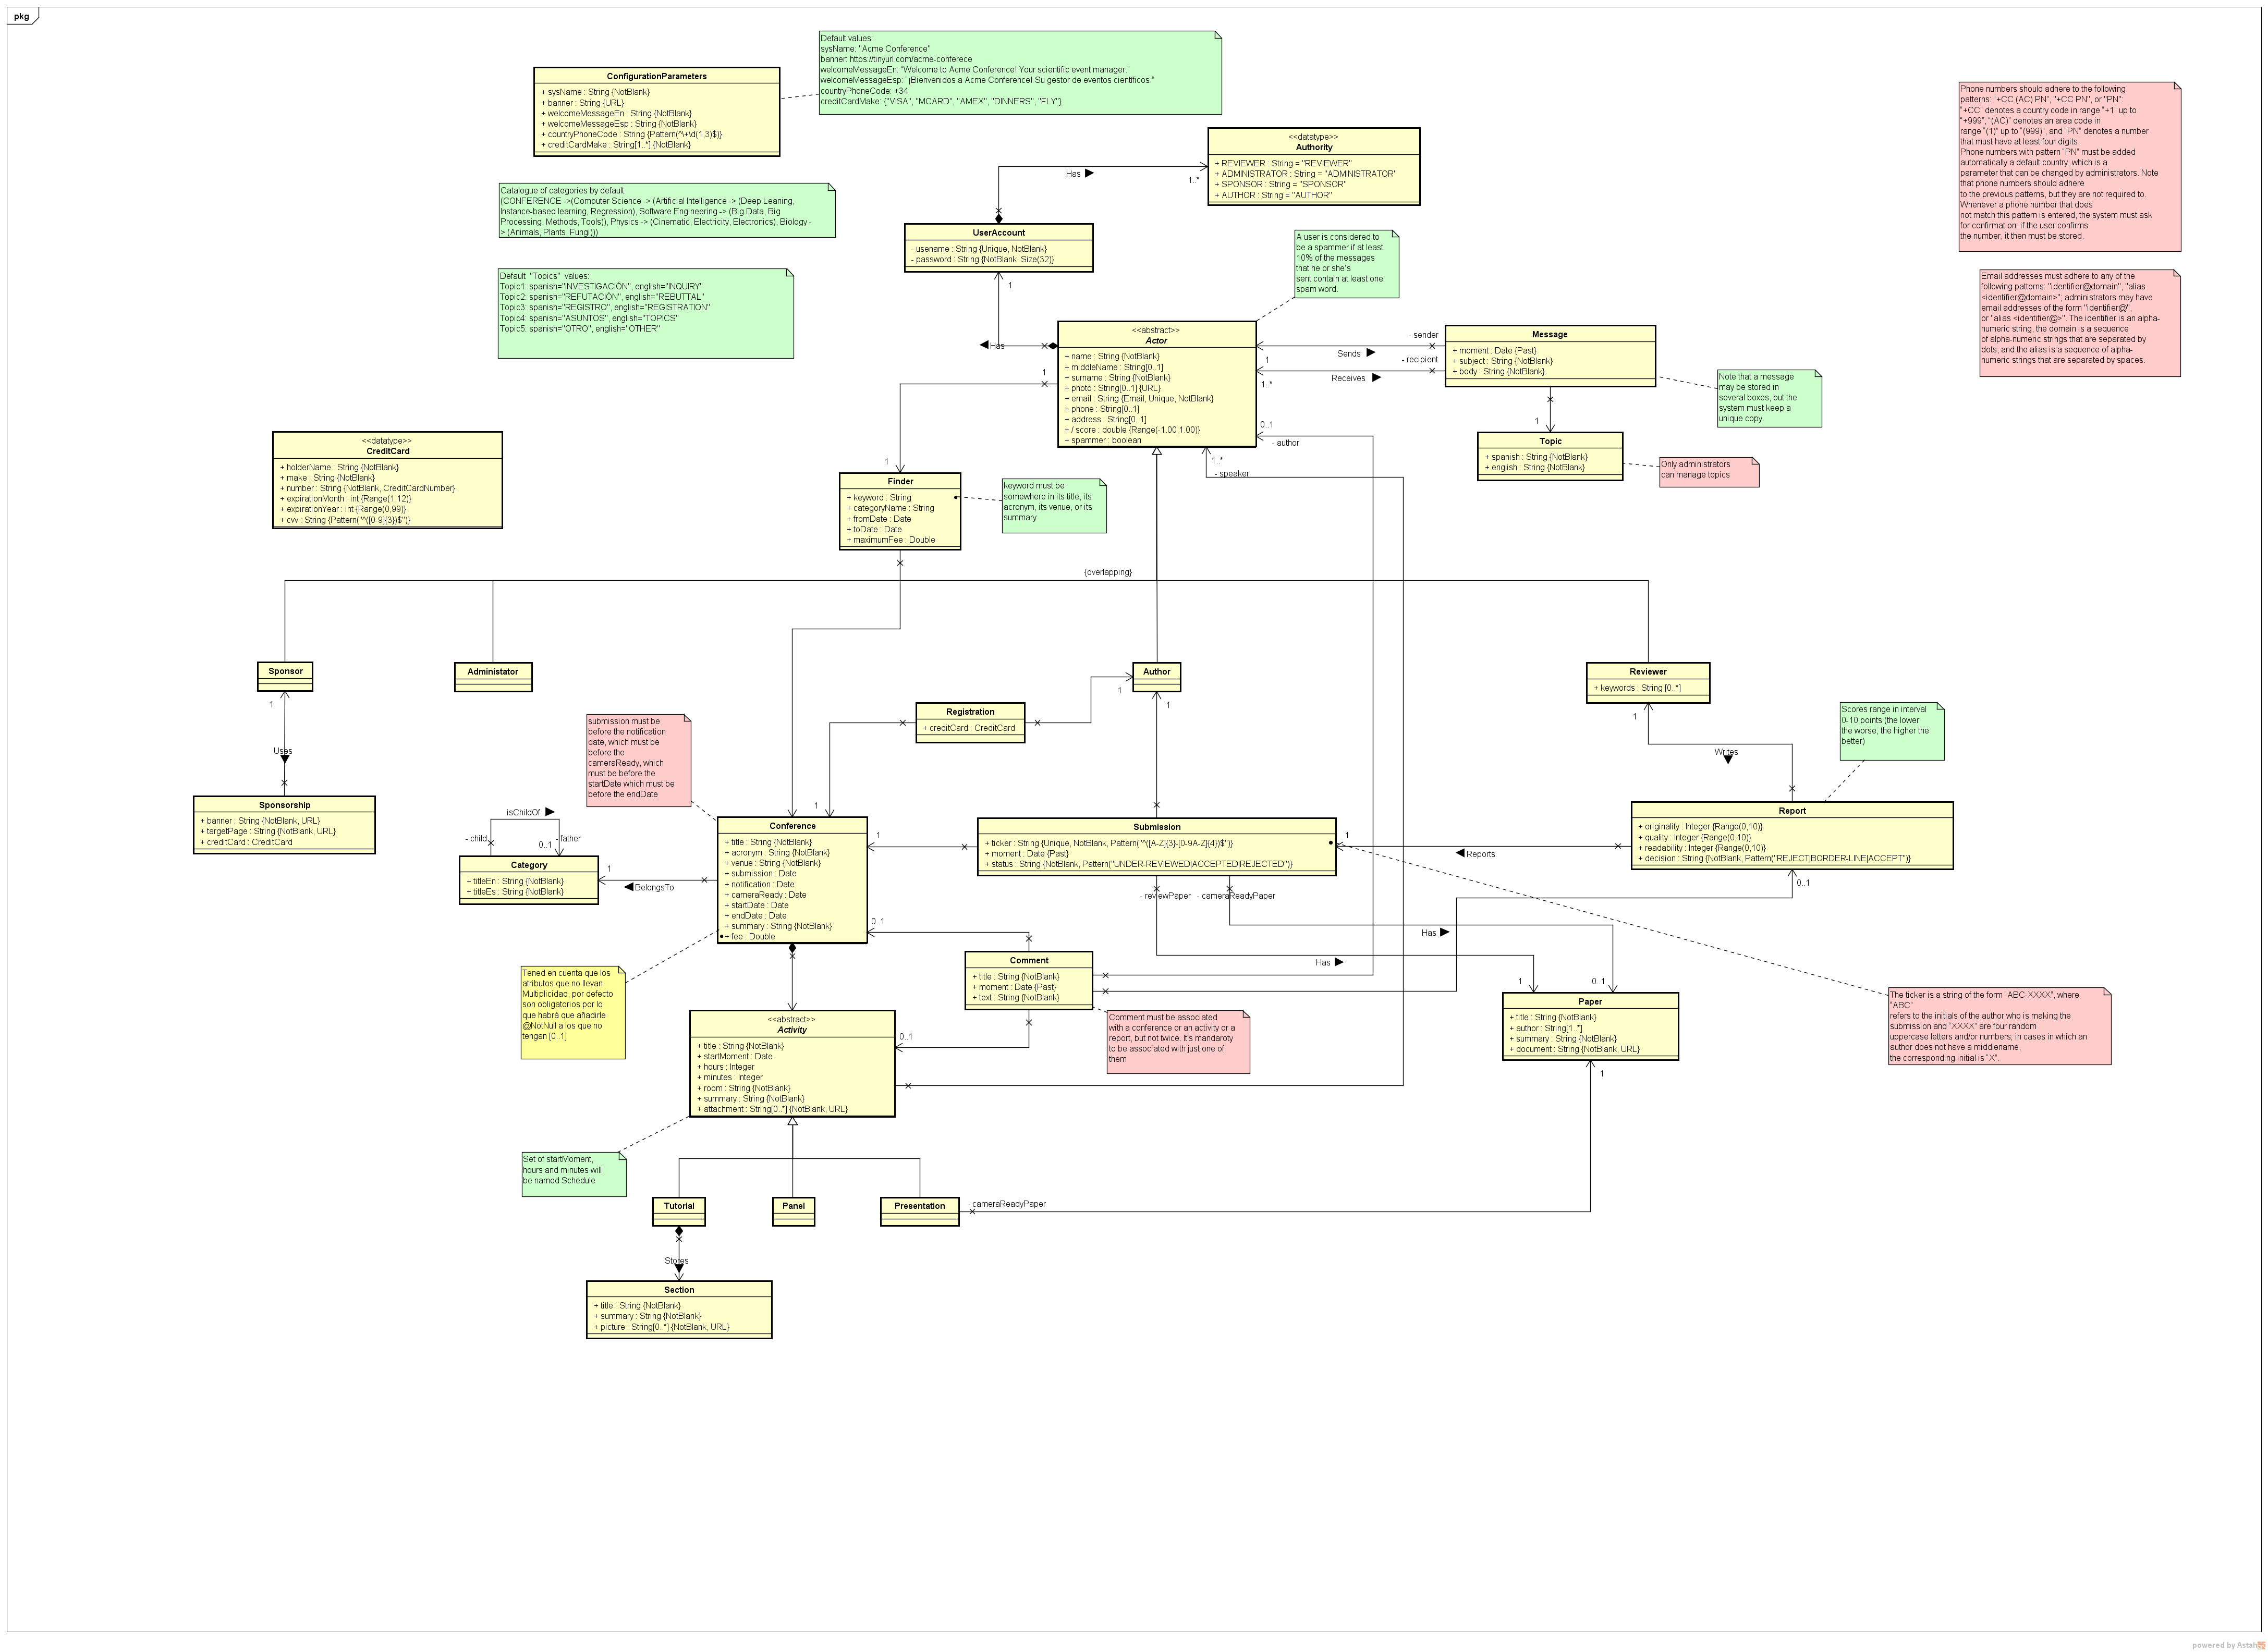 pkg
Default values:
sysName: "Acme Conference"
banner: https://tinyurl.com/acme-conferece
welcomeMessageEn: "Welcome to Acme Conference! Your scientific event manager."
welcomeMessageEsp: "¡Bienvenidos a Acme Conference! Su gestor de eventos científicos."
countryPhoneCode: +34
creditCardMake: {"VISA", "MCARD", "AMEX", "DINNERS", "FLY"}
ConfigurationParameters
+ sysName : String {NotBlank}
+ banner : String {URL}
+ welcomeMessageEn : String {NotBlank}
+ welcomeMessageEsp : String {NotBlank}
+ countryPhoneCode : String {Pattern(^\+\d{1,3}$)}
+ creditCardMake : String[1..*] {NotBlank}
Phone numbers should adhere to the following
patterns: "+CC (AC) PN", "+CC PN", or "PN":
"+CC" denotes a country code in range "+1" up to
"+999", "(AC)" denotes an area code in
range "(1)" up to "(999)", and "PN" denotes a number
that must have at least four digits.
Phone numbers with pattern "PN" must be added
automatically a default country, which is a
parameter that can be changed by administrators. Note
that phone numbers should adhere
to the previous patterns, but they are not required to.
Whenever a phone number that does
not match this pattern is entered, the system must ask
for confirmation; if the user confirms
the number, it then must be stored.
<<datatype>>
Authority
+ REVIEWER : String = "REVIEWER"
+ ADMINISTRATOR : String = "ADMINISTRATOR"
+ SPONSOR : String = "SPONSOR"
+ AUTHOR : String = "AUTHOR"
Has
1..*
Catalogue of categories by default:
(CONFERENCE ->(Computer Science -> (Artificial Intelligence -> (Deep Leaning,
Instance-based learning, Regression), Software Engineering -> (Big Data, Big
Processing, Methods, Tools)), Physics -> (Cinematic, Electricity, Electronics), Biology -
> (Animals, Plants, Fungi)))
UserAccount
- usename : String {Unique, NotBlank}
- password : String {NotBlank. Size(32)}
1
A user is considered to
be a spammer if at least
10% of the messages
that he or she's
sent contain at least one
spam word.
Default "Topics" values:
Topic1: spanish="INVESTIGACIÓN", english="INQUIRY"
Topic2: spanish="REFUTACIÓN", english="REBUTTAL"
Topic3: spanish="REGISTRO", english="REGISTRATION"
Topic4: spanish="ASUNTOS", english="TOPICS"
Topic5: spanish="OTRO", english="OTHER"
Email addresses must adhere to any of the
following patterns: "identifier@domain", "alias
<identifier@domain>"; administrators may have
email addresses of the form "identifier@",
or "alias <identifier@>". The identifier is an alpha-
numeric string, the domain is a sequence
of alpha-numeric strings that are separated by
dots, and the alias is a sequence of alpha-
numeric strings that are separated by spaces.
Has
<<abstract>>
Actor
+ name : String {NotBlank}
+ middleName : String[0..1]
+ surname : String {NotBlank}
+ photo : String[0..1] {URL}
+ email : String {Email, Unique, NotBlank}
+ phone : String[0..1]
+ address : String[0..1]
+ / score : double {Range(-1.00,1.00)}
+ spammer : boolean
1
- sender
Sends
1
- recipient
Receives
1..*
Message
+ moment : Date {Past}
+ subject : String {NotBlank}
+ body : String {NotBlank}
Note that a message
may be stored in
several boxes, but the
system must keep a
unique copy.
1
Topic
+ spanish : String {NotBlank}
+ english : String {NotBlank}
Only administrators
can manage topics
0..1
- author
1..*
- speaker
<<datatype>>
CreditCard
+ holderName : String {NotBlank}
+ make : String {NotBlank}
+ number : String {NotBlank, CreditCardNumber}
+ expirationMonth : int {Range(1,12)}
+ expirationYear : int {Range(0,99)}
+ cvv : String {Pattern("^([0-9]{3})$")}
1
Finder
+ keyword : String
+ categoryName : String
+ fromDate : Date
+ toDate : Date
+ maximumFee : Double
keyword must be
somewhere in its title, its
acronym, its venue, or its
summary
{overlapping}
Sponsor
Administator
Author
Reviewer
+ keywords : String [0..*]
1
Uses
Registration
+ creditCard : CreditCard
1
1
1
Writes
Scores range in interval
0-10 points (the lower
the worse, the higher the
better)
submission must be
before the notification
date, which must be
before the
cameraReady, which
must be before the
startDate which must be
before the endDate
Sponsorship
+ banner : String {NotBlank, URL}
+ targetPage : String {NotBlank, URL}
+ creditCard : CreditCard
isChildOf
- child
- father
0..1
Category
+ titleEn : String {NotBlank}
+ titleEs : String {NotBlank}
1
BelongsTo
1
Conference
+ title : String {NotBlank}
+ acronym : String {NotBlank}
+ venue : String {NotBlank}
+ submission : Date
+ notification : Date
+ cameraReady : Date
+ startDate : Date
+ endDate : Date
+ summary : String {NotBlank}
+ fee : Double
1
Submission
+ ticker : String {Unique, NotBlank, Pattern("^([A-Z]{3}-[0-9A-Z]{4})$")}
+ moment : Date {Past}
+ status : String {NotBlank, Pattern("UNDER-REVIEWED|ACCEPTED|REJECTED")}
1
Reports
Report
+ originality : Integer {Range(0,10)}
+ quality : Integer {Range(0,10)}
+ readability : Integer {Range(0,10)}
+ decision : String {NotBlank, Pattern("REJECT|BORDER-LINE|ACCEPT")}
0..1
- reviewPaper
- cameraReadyPaper
Has
Has
0..1
Comment
+ title : String {NotBlank}
+ moment : Date {Past}
+ text : String {NotBlank}
Tened en cuenta que los
atributos que no llevan
Multiplicidad, por defecto
son obligatorios por lo
que habrá que añadirle
@NotNull a los que no
tengan [0..1]
1
0..1
Paper
+ title : String {NotBlank}
+ author : String[1..*]
+ summary : String {NotBlank}
+ document : String {NotBlank, URL}
1
The ticker is a string of the form "ABC-XXXX", where
"ABC"
refers to the initials of the author who is making the
submission and "XXXX" are four random
uppercase letters and/or numbers; in cases in which an
author does not have a middlename,
the corresponding initial is "X".
Comment must be associated
with a conference or an activity or a
report, but not twice. It's mandaroty
to be associated with just one of
them
<<abstract>>
Activity
+ title : String {NotBlank}
+ startMoment : Date
+ hours : Integer
+ minutes : Integer
+ room : String {NotBlank}
+ summary : String {NotBlank}
+ attachment : String[0..*] {NotBlank, URL}
0..1
Set of startMoment,
hours and minutes will
be named Schedule
Tutorial
Panel
Presentation
- cameraReadyPaper
Stores
Section
+ title : String {NotBlank}
+ summary : String {NotBlank}
+ picture : String[0..*] {NotBlank, URL}
powered by Astah